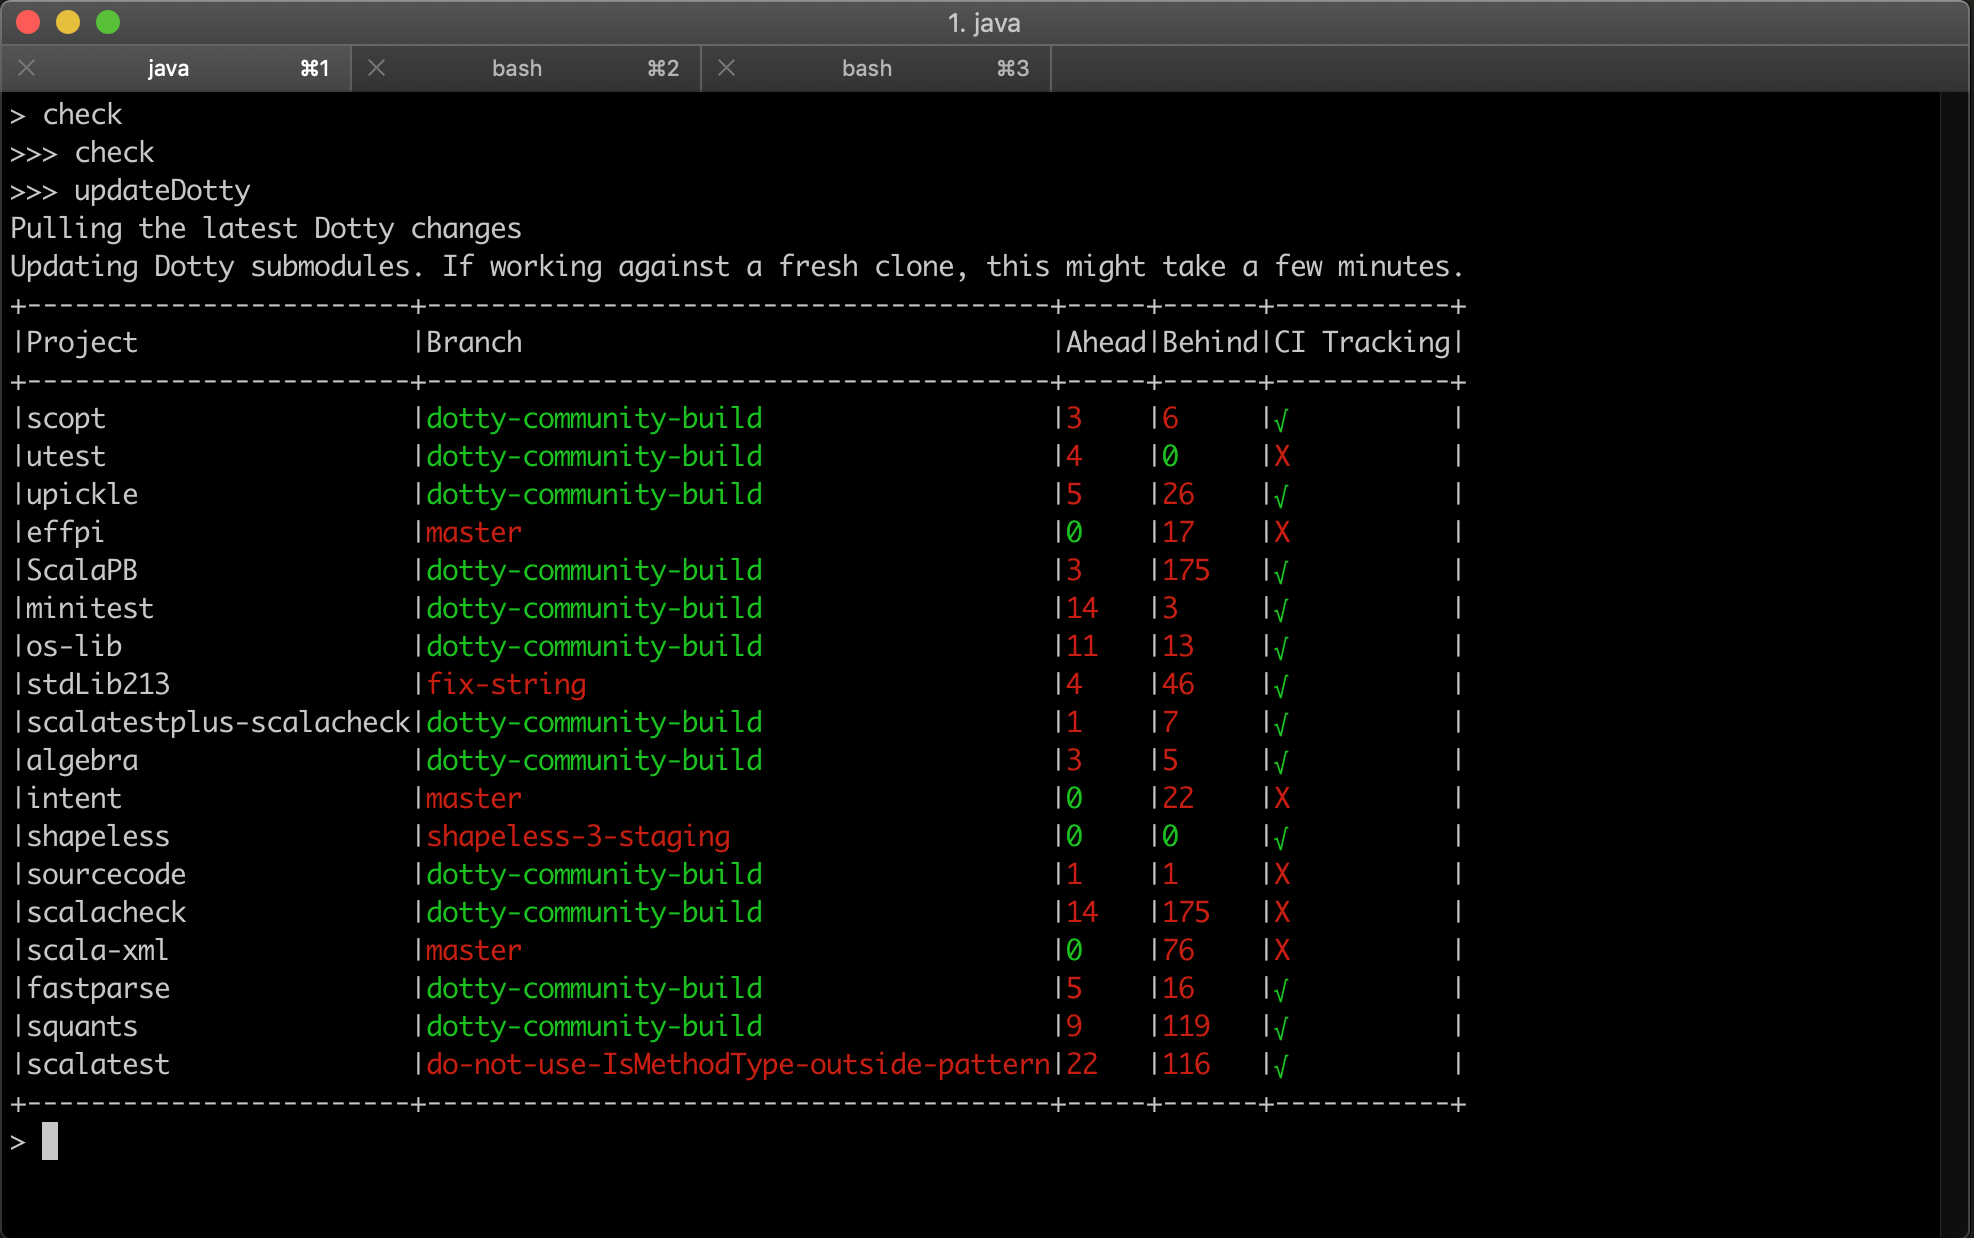 1. java
java ⌘1 bash ⌘2 bash ⌘3
> check
>>> check
>>> updateDotty
Pulling the latest Dotty changes
Updating Dotty submodules. If working against a fresh clone, this might take a few minutes.
+------------------------+---------------------------------------+-----+------+-----------+
|Project                 |Branch                                 |Ahead|Behind|CI Tracking|
+------------------------+---------------------------------------+-----+------+-----------+
|scopt                   |dotty-community-build                  |3    |6     |√          |
|utest                   |dotty-community-build                  |4    |0     |X          |
|upickle                 |dotty-community-build                  |5    |26    |√          |
|effpi                   |master                                 |0    |17    |X          |
|ScalaPB                 |dotty-community-build                  |3    |175   |√          |
|minitest                |dotty-community-build                  |14   |3     |√          |
|os-lib                  |dotty-community-build                  |11   |13    |√          |
|stdLib213               |fix-string                             |4    |46    |√          |
|scalatestplus-scalacheck|dotty-community-build                  |1    |7     |√          |
|algebra                 |dotty-community-build                  |3    |5     |√          |
|intent                  |master                                 |0    |22    |X          |
|shapeless               |shapeless-3-staging                    |0    |0     |√          |
|sourcecode              |dotty-community-build                  |1    |1     |X          |
|scalacheck              |dotty-community-build                  |14   |175   |X          |
|scala-xml               |master                                 |0    |76    |X          |
|fastparse               |dotty-community-build                  |5    |16    |√          |
|squants                 |dotty-community-build                  |9    |119   |√          |
|scalatest               |do-not-use-IsMethodType-outside-pattern|22   |116   |√          |
+------------------------+---------------------------------------+-----+------+-----------+
>